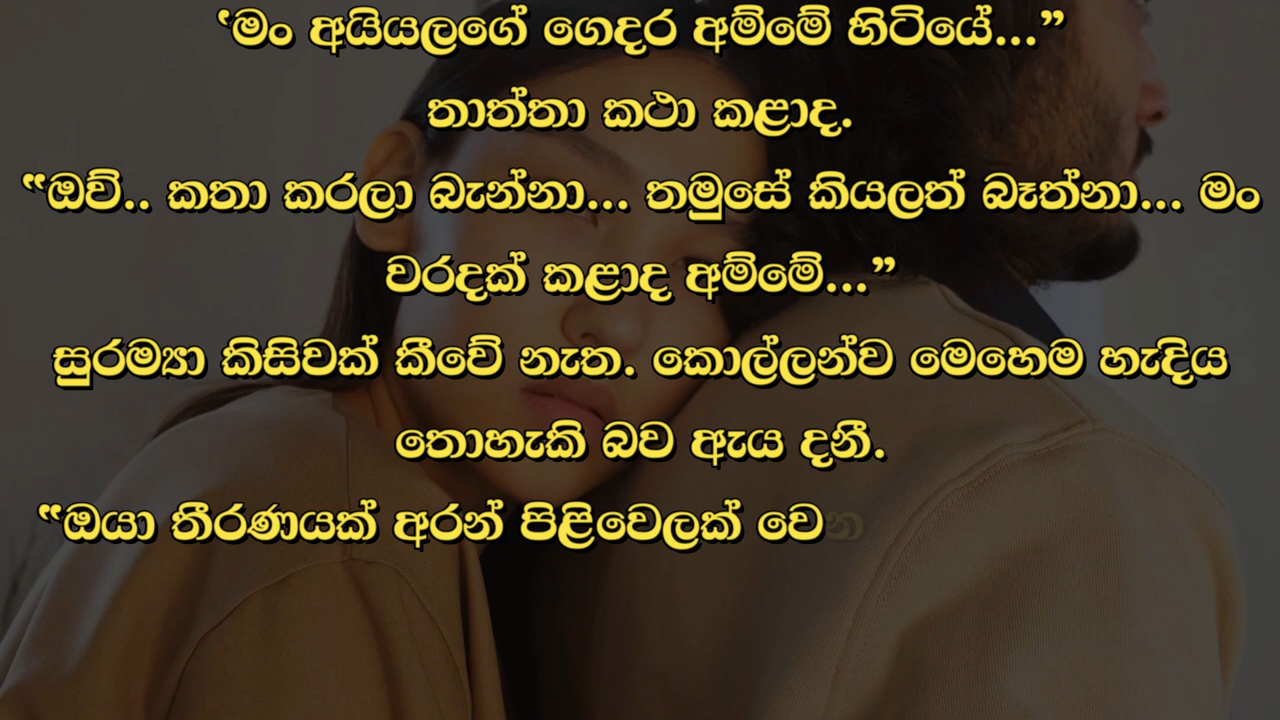 ‘මං අයියලගේ ගෙදර අම්මේ හිටියේ...”
තාත්තා කථා කළාද.
“ඔව්.. කතා කරලා බැන්නා... තමුසේ කියලත් බෑත්නා... මං
වරදක් කළාද අම්මේ...”
සුරම්‍යා කිසිවක් කීවේ නැත. කොල්ලන්ව මෙහෙම හැදිය
තොහැකි බව ඇය දනී.
“ඔයා තීරණයක් අරන් පිළිවෙලක් වෙන